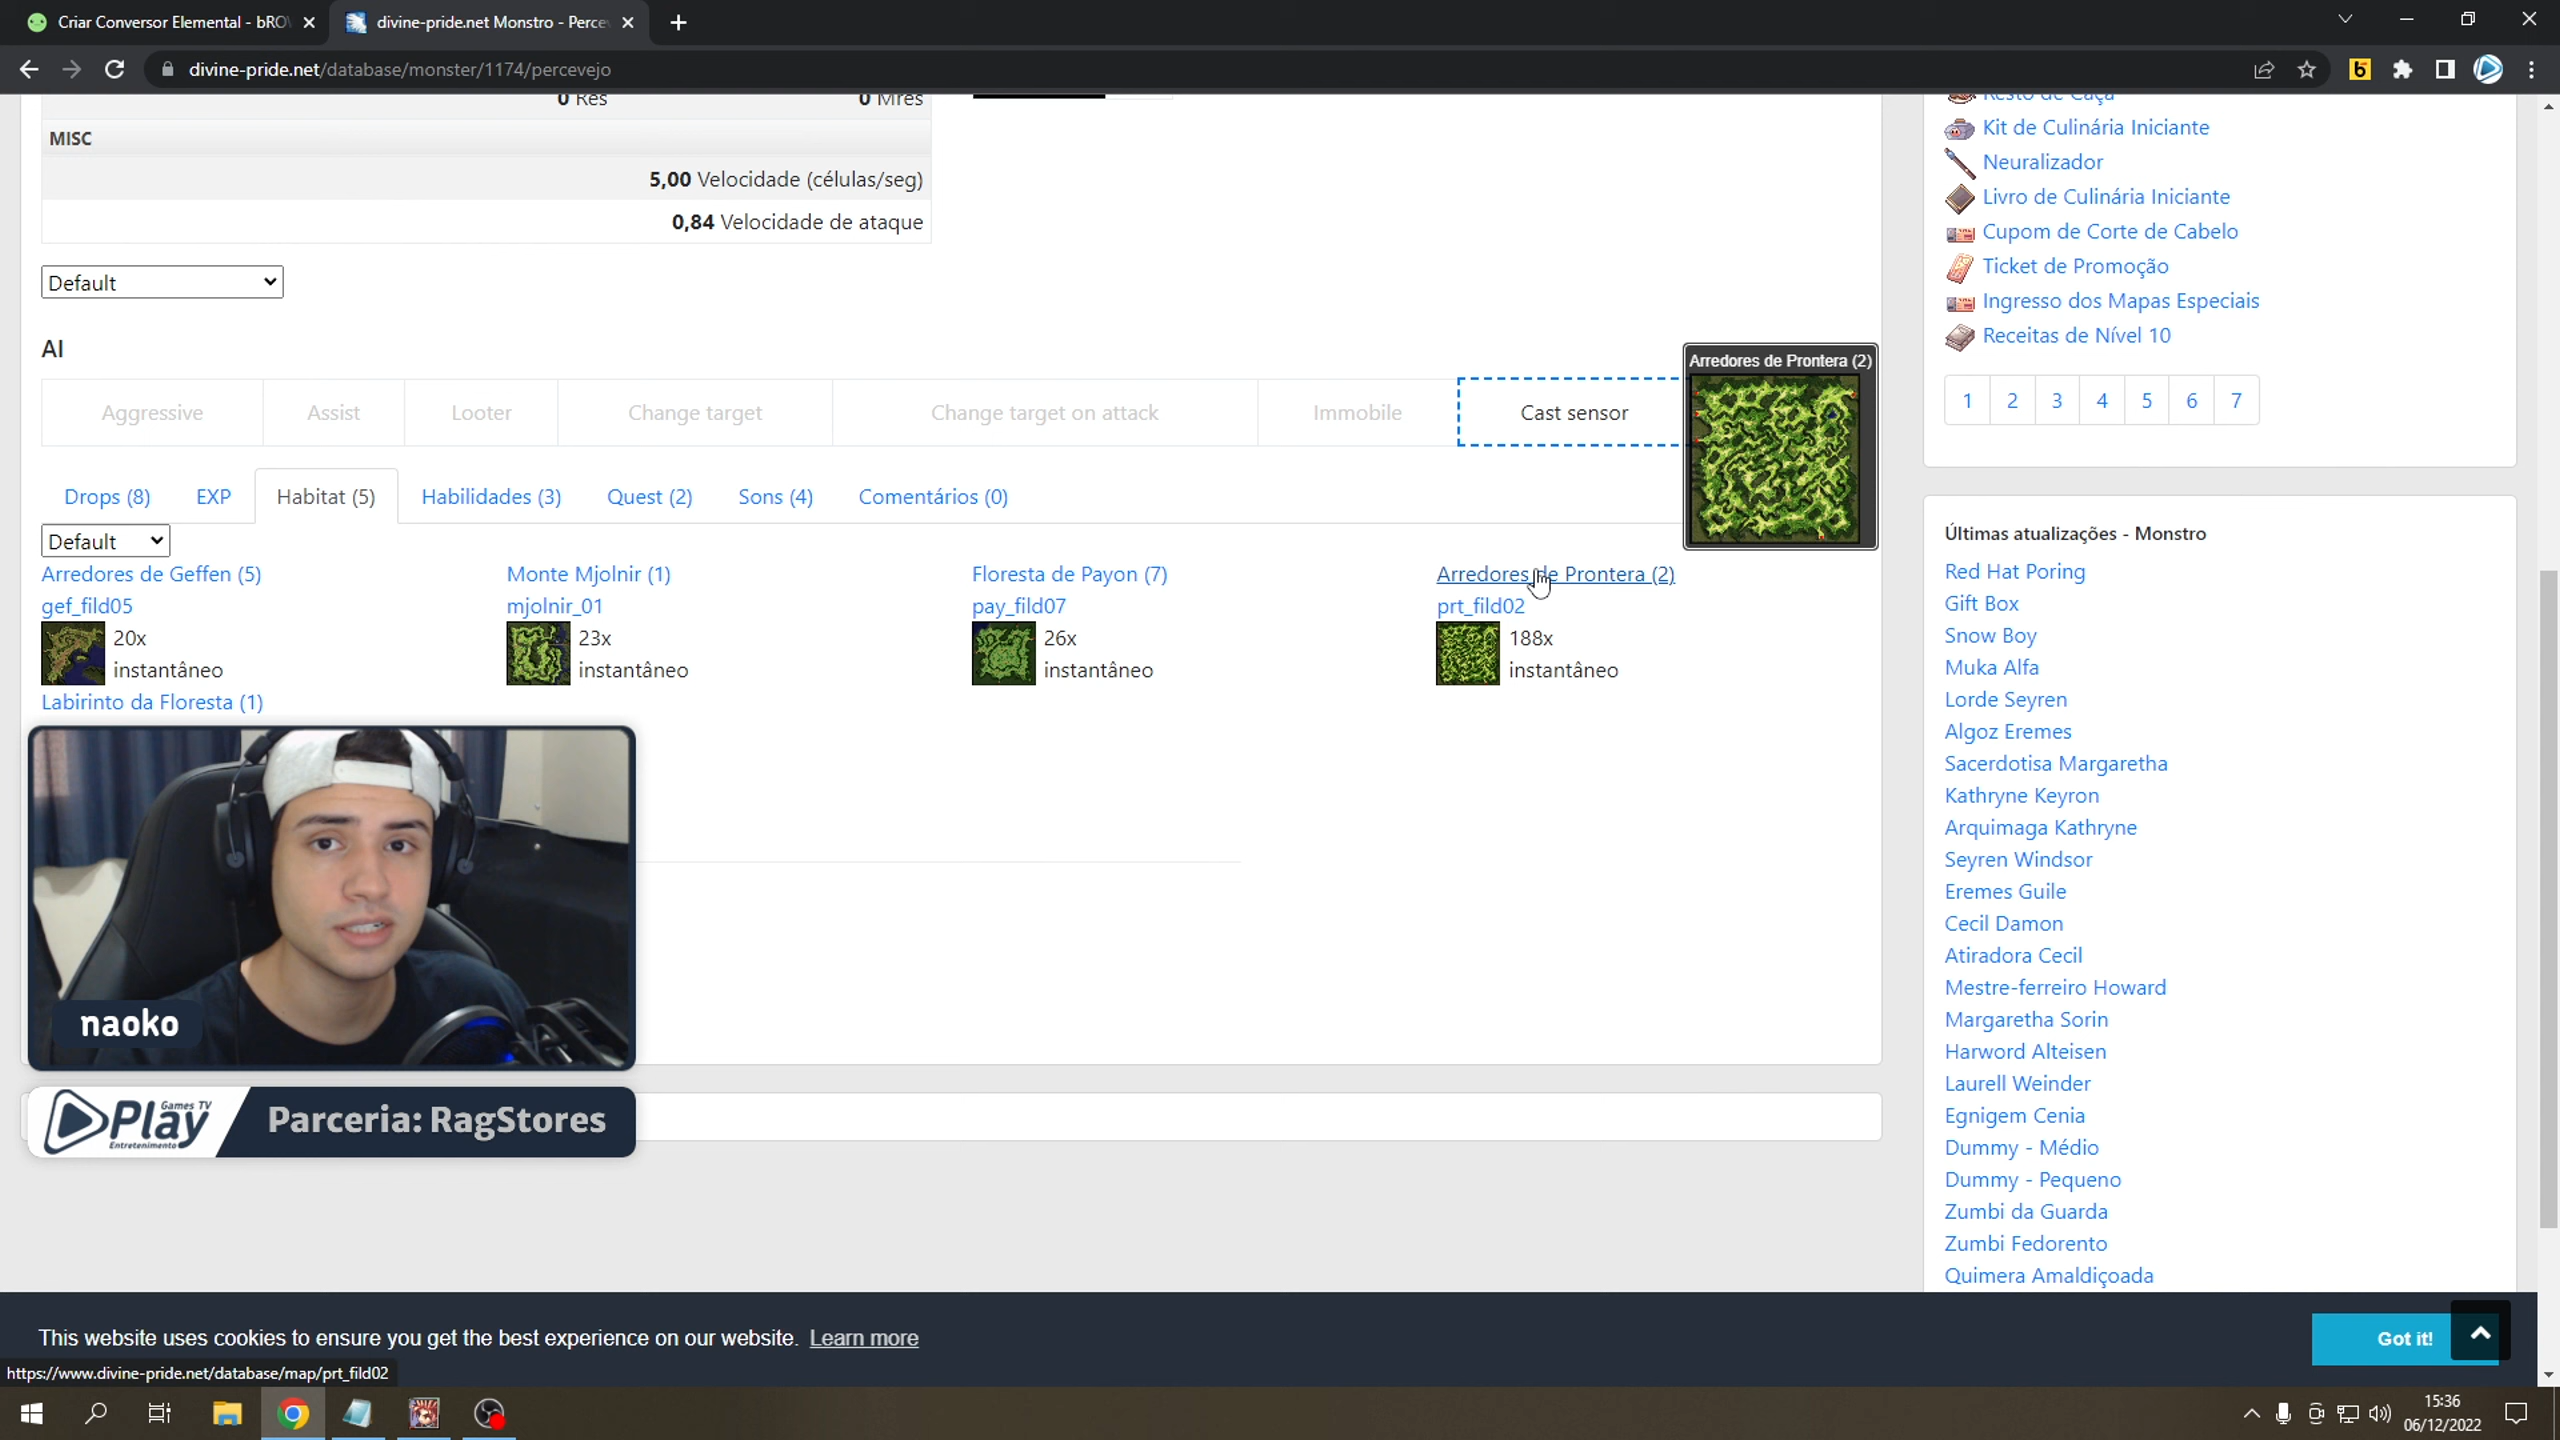 Criar Conversor Elemental - bRO
divine-pride.net Monstro - Perce
divine-pride.net/database/monster/1174/percevejo
0 Res 0 Mres
MISC
5,00 Velocidade (células/seg)
0,84 Velocidade de ataque
Default
AI
Aggressive Assist Looter Change target Change target on attack Immobile Cast sensor
Arredores de Prontera (2)
Drops (8) EXP Habitat (5) Habilidades (3) Quest (2) Sons (4) Comentários (0)
Default
Arredores de Geffen (5)
gef_fild05
20x
instantâneo
Monte Mjolnir (1)
mjolnir_01
23x
instantâneo
Floresta de Payon (7)
pay_fild07
26x
instantâneo
Arredores de Prontera (2)
prt_fild02
188x
instantâneo
Labirinto da Floresta (1)
naoko
Play
Games TV
Entretenimento
Parceria: RagStores
Resto de Caça
Kit de Culinária Iniciante
Neuralizador
Livro de Culinária Iniciante
Cupom de Corte de Cabelo
Ticket de Promoção
Ingresso dos Mapas Especiais
Receitas de Nível 10
1 2 3 4 5 6 7
Últimas atualizações - Monstro
Red Hat Poring
Gift Box
Snow Boy
Muka Alfa
Lorde Seyren
Algoz Eremes
Sacerdotisa Margaretha
Kathryne Keyron
Arquimaga Kathryne
Seyren Windsor
Eremes Guile
Cecil Damon
Atiradora Cecil
Mestre-ferreiro Howard
Margaretha Sorin
Harword Alteisen
Laurell Weinder
Egnigem Cenia
Dummy - Médio
Dummy - Pequeno
Zumbi da Guarda
Zumbi Fedorento
Quimera Amaldiçoada
This website uses cookies to ensure you get the best experience on our website. Learn more
Got it!
https://www.divine-pride.net/database/map/prt_fild02
15:36
06/12/2022